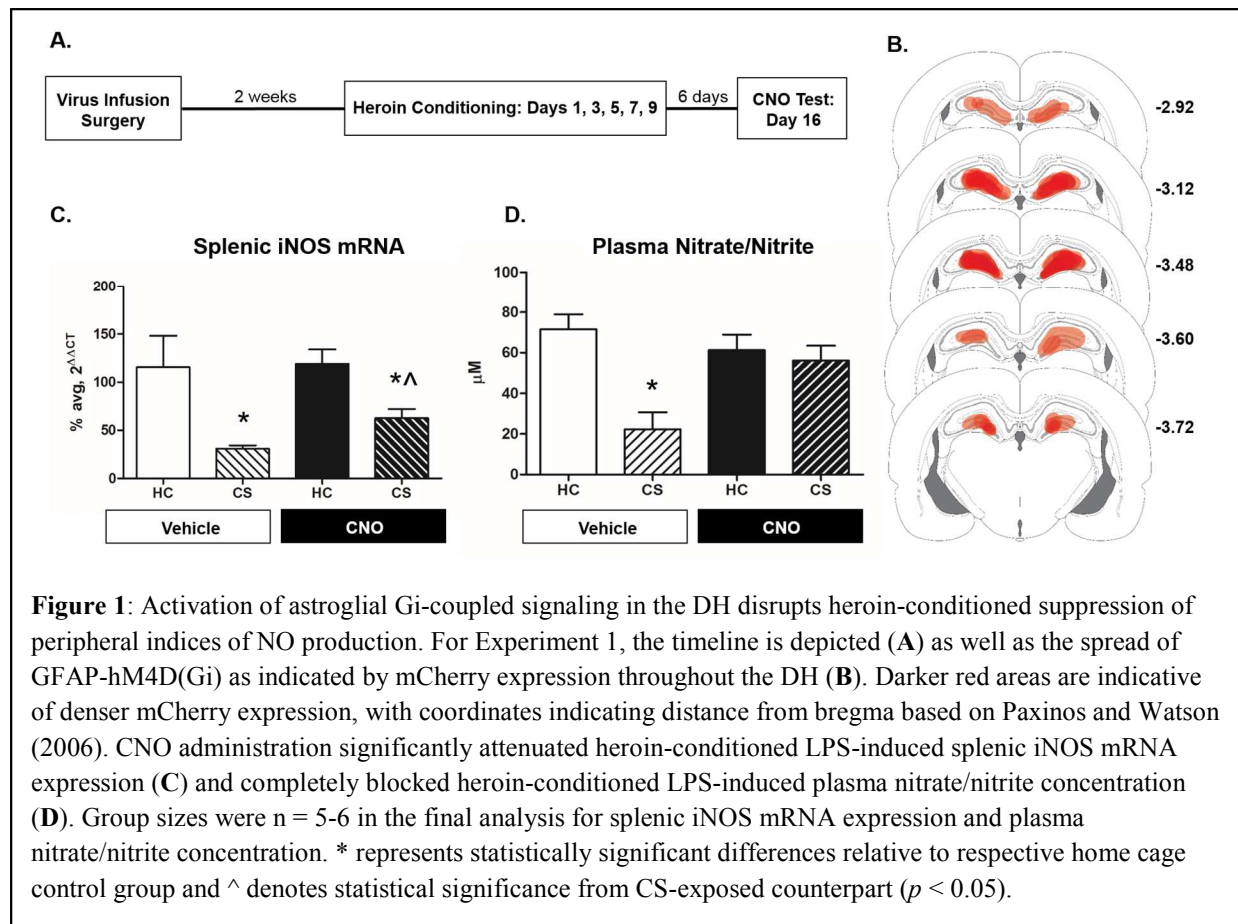 A.
Virus Infusion
Surgery
2 weeks
Heroin Conditioning: Days 1, 3, 5, 7, 9
6 days
CNO Test:
Day 16
B.
-2.92
-3.12
-3.48
-3.60
-3.72
C.
Splenic iNOS mRNA
% avg, 2^ΔΔCT
200
150
100
50
0
*
*^
HC
CS
HC
CS
Vehicle
CNO
D.
Plasma Nitrate/Nitrite
μM
100
80
60
40
20
0
*
HC
CS
HC
CS
Vehicle
CNO
Figure 1: Activation of astroglial Gi-coupled signaling in the DH disrupts heroin-conditioned suppression of
peripheral indices of NO production. For Experiment 1, the timeline is depicted (A) as well as the spread of
GFAP-hM4D(Gi) as indicated by mCherry expression throughout the DH (B). Darker red areas are indicative
of denser mCherry expression, with coordinates indicating distance from bregma based on Paxinos and Watson
(2006). CNO administration significantly attenuated heroin-conditioned LPS-induced splenic iNOS mRNA
expression (C) and completely blocked heroin-conditioned LPS-induced plasma nitrate/nitrite concentration
(D). Group sizes were n = 5-6 in the final analysis for splenic iNOS mRNA expression and plasma
nitrate/nitrite concentration. * represents statistically significant differences relative to respective home cage
control group and ^ denotes statistical significance from CS-exposed counterpart (p < 0.05).